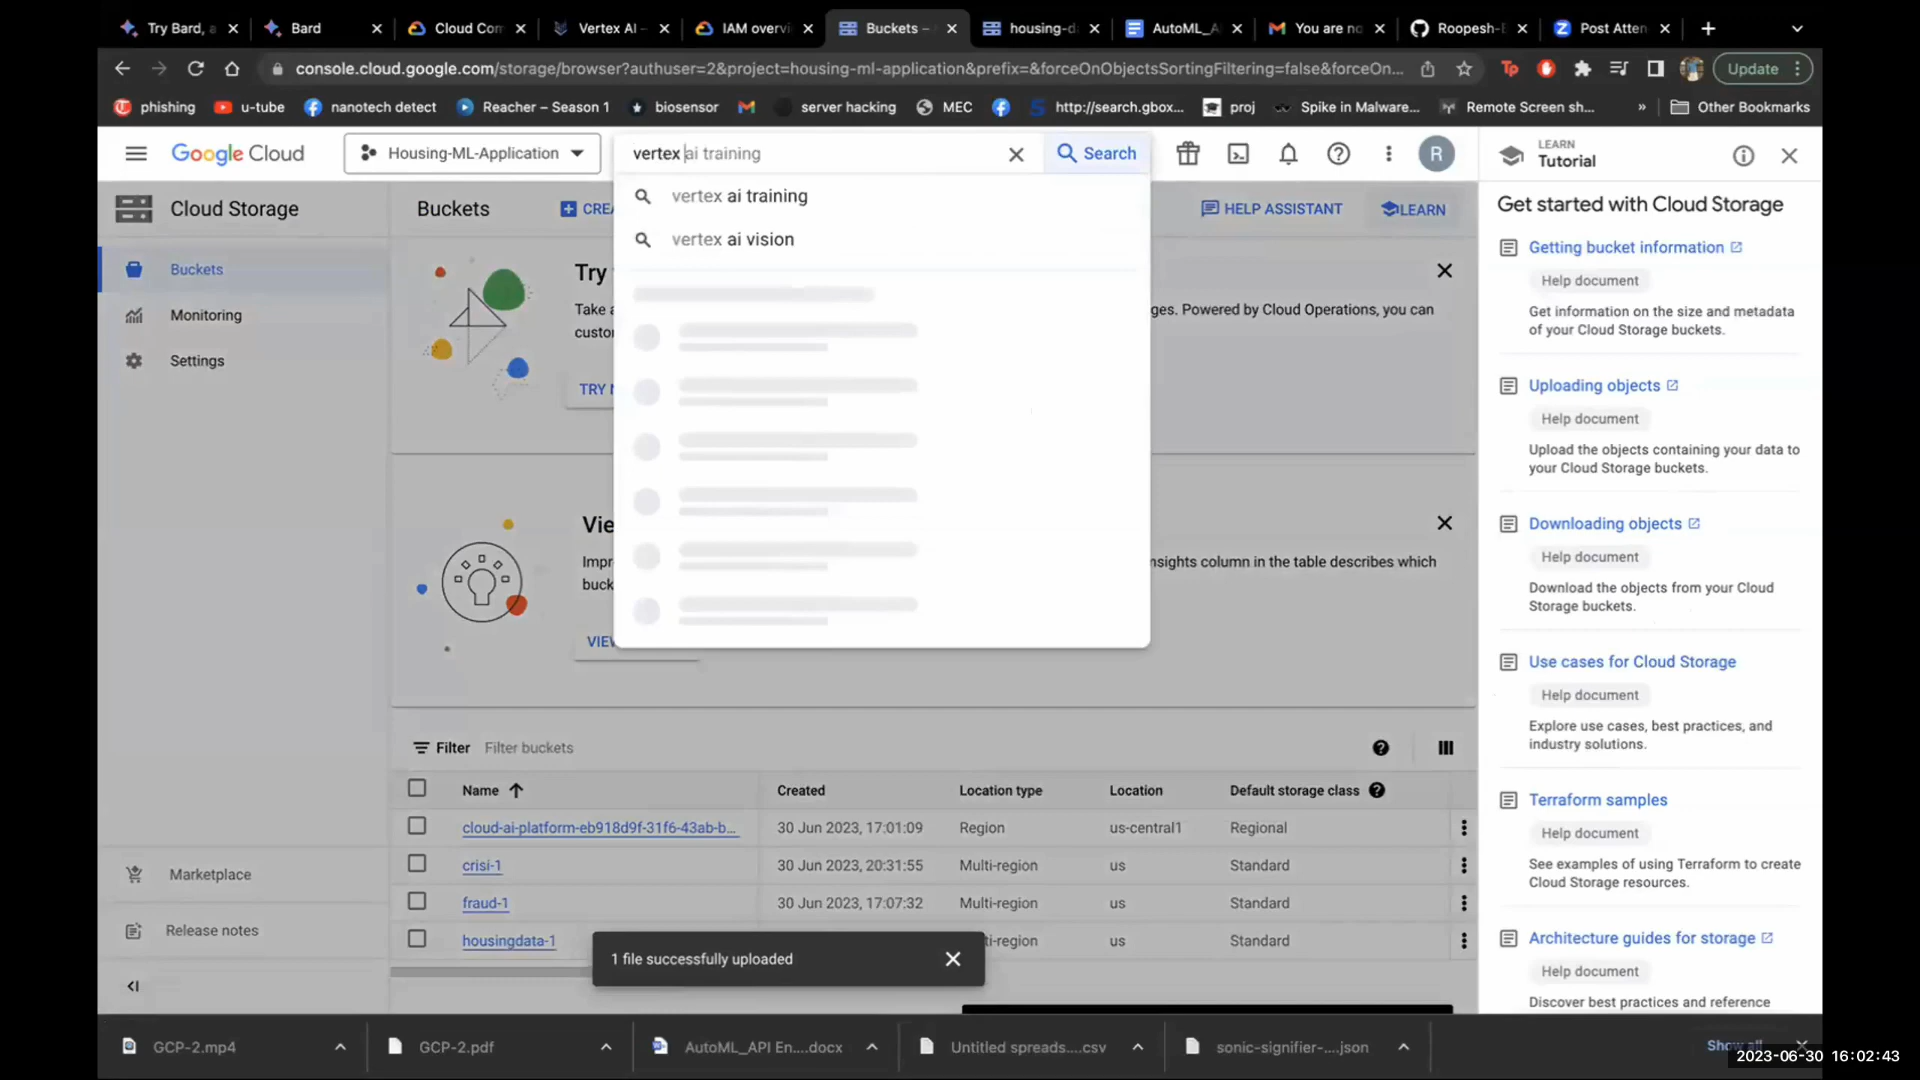 Try Bard, a
Bard
Cloud Com
Vertex AI –
IAM overvi
Buckets –
housing-d
AutoML_A
You are no
Roopesh-B
Post Atten
console.cloud.google.com/storage/browser?authuser=2&project=housing-ml-application&prefix=&forceOnObjectsSortingFiltering=false&forceOn...
Update
phishing
u-tube
nanotech detect
Reacher – Season 1
biosensor
server hacking
MEC
http://search.gbox...
proj
Spike in Malware...
Remote Screen sh...
»
Other Bookmarks
Google Cloud
Housing-ML-Application
vertex ai training
Search
R
LEARN
Tutorial
Cloud Storage
Buckets
CREA
HELP ASSISTANT
LEARN
vertex ai training
vertex ai vision
Buckets
Monitoring
Settings
Try
Take a
ges. Powered by Cloud Operations, you can
custo
TRY N
Vie
Impr
nsights column in the table describes which
buck
VIEW
Get started with Cloud Storage
Getting bucket information
Help document
Get information on the size and metadata
of your Cloud Storage buckets.
Uploading objects
Help document
Upload the objects containing your data to
your Cloud Storage buckets.
Downloading objects
Help document
Download the objects from your Cloud
Storage buckets.
Use cases for Cloud Storage
Help document
Explore use cases, best practices, and
industry solutions.
Terraform samples
Help document
See examples of using Terraform to create
Cloud Storage resources.
Architecture guides for storage
Help document
Discover best practices and reference
Filter Filter buckets
Name Created Location type Location Default storage class
cloud-ai-platform-eb918d9f-31f6-43ab-b... 30 Jun 2023, 17:01:09 Region us-central1 Regional
crisi-1 30 Jun 2023, 20:31:55 Multi-region us Standard
fraud-1 30 Jun 2023, 17:07:32 Multi-region us Standard
housingdata-1 ti-region us Standard
1 file successfully uploaded
Marketplace
Release notes
GCP-2.mp4
GCP-2.pdf
AutoML_API En....docx
Untitled spreads....csv
sonic-signifier-....json
Show all
2023-06-30 16:02:43